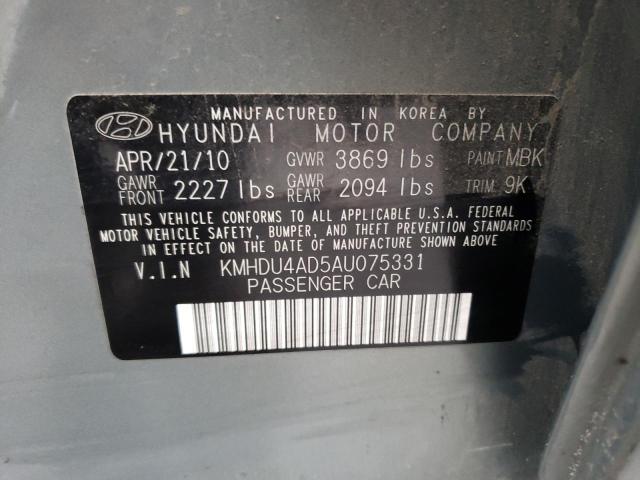 MANUFACTURED IN KOREA BY
HYUNDAI MOTOR COMPANY
APR/21/10 GVWR 3869 lbs PAINT MBK
GAWR FRONT 2227 lbs GAWR REAR 2094 lbs TRIM 9K
THIS VEHICLE CONFORMS TO ALL APPLICABLE U.S.A. FEDERAL
MOTOR VEHICLE SAFETY, BUMPER, AND THEFT PREVENTION STANDARDS
IN EFFECT ON THE DATE OF MANUFACTURE SHOWN ABOVE
V.I.N KMHDU4AD5AU075331
PASSENGER CAR